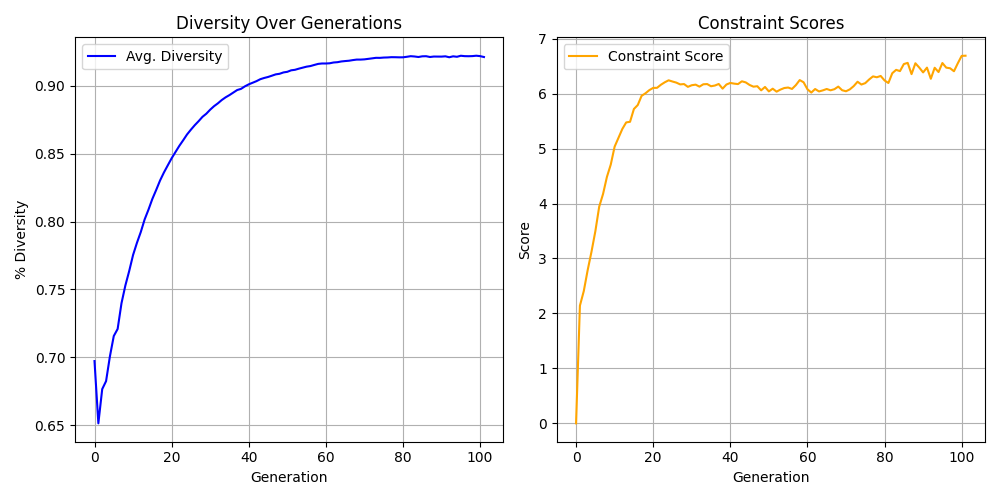 Diversity Over Generations
Avg. Diversity
% Diversity
0.90
0.85
0.80
0.75
0.70
0.65
0 20 40 60 80 100
Generation
Constraint Scores
Constraint Score
Score
7
6
5
4
3
2
1
0
0 20 40 60 80 100
Generation